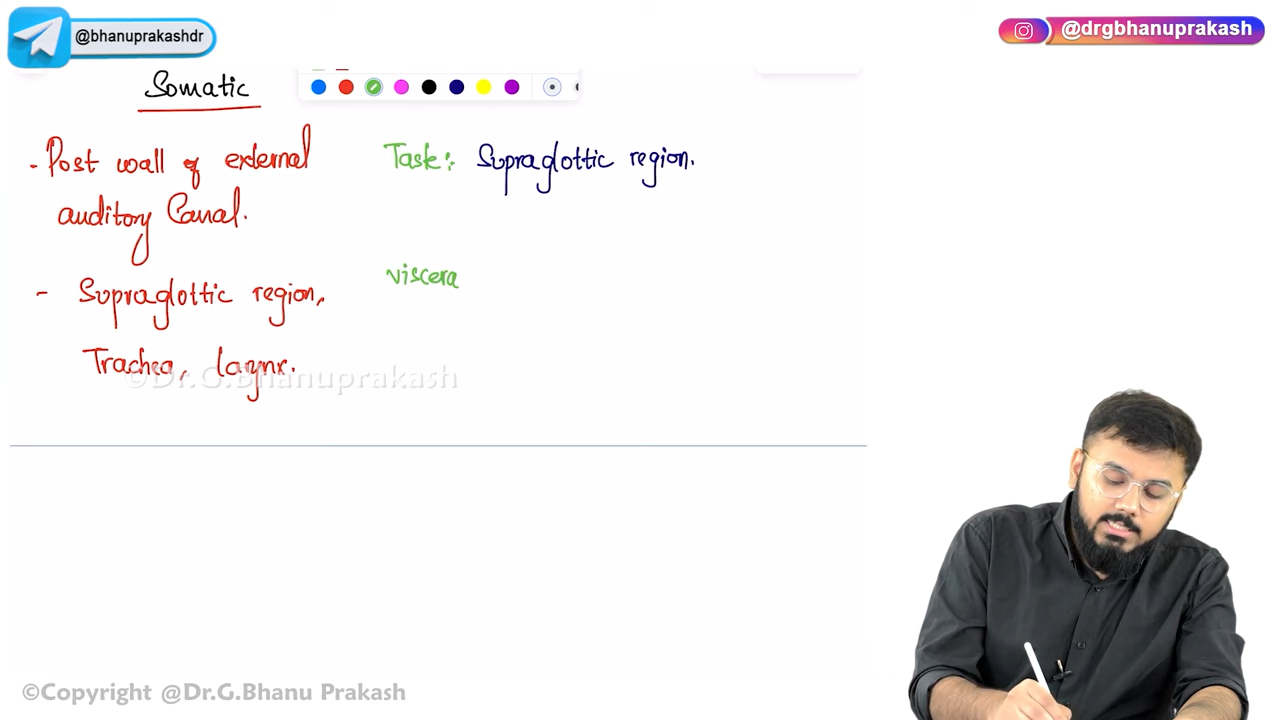 @bhanuprakashdr
@drgbhanuprakash
Somatic
- Post wall of external
auditory Canal.
Task:- Supraglottic region.
- Supraglottic region,
Trachea, larynx.
viscera
©Dr.G.Bhanuprakash
©Copyright @Dr.G.Bhanu Prakash